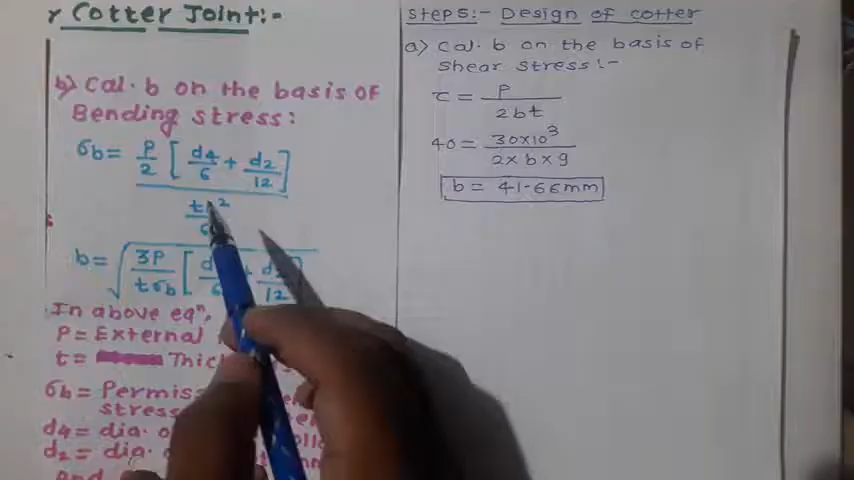 r Cotter Joint:-
b) Cal. b on the basis of
Bending stress:
σb = P/2 [ d4/6 + d2/12 ]
t
b = √ 3P/tσb [ d + d 12 ]
In above eqⁿ,
P = External
t =
σb = Permis
stress
d4 = dia.
d2 = dia.
and
Step 5:- Design of cotter
a) Cal. b on the basis of
shear stress:-
τ = P/2bt
40 = 30×10³/2×b×9
b = 41.66mm